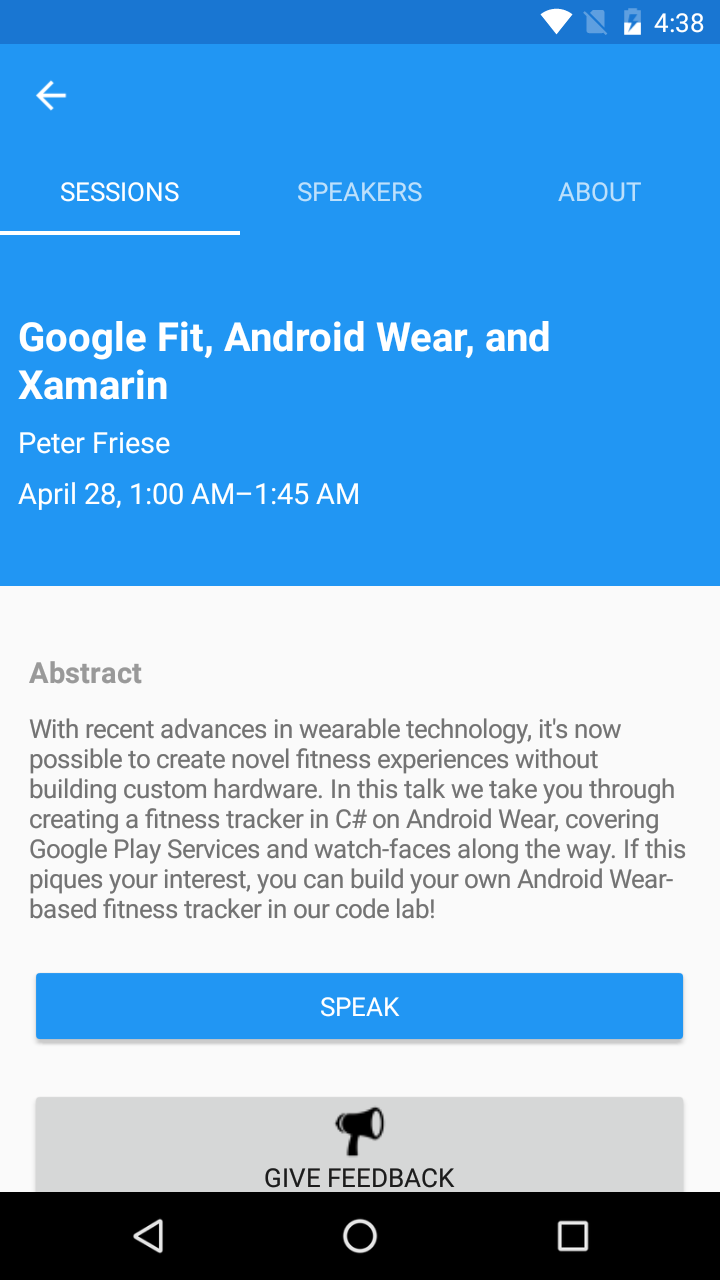 4:38
SESSIONS SPEAKERS ABOUT
Google Fit, Android Wear, and
Xamarin
Peter Friese
April 28, 1:00 AM–1:45 AM
Abstract
With recent advances in wearable technology, it's now
possible to create novel fitness experiences without
building custom hardware. In this talk we take you through
creating a fitness tracker in C# on Android Wear, covering
Google Play Services and watch-faces along the way. If this
piques your interest, you can build your own Android Wear-
based fitness tracker in our code lab!
SPEAK
GIVE FEEDBACK